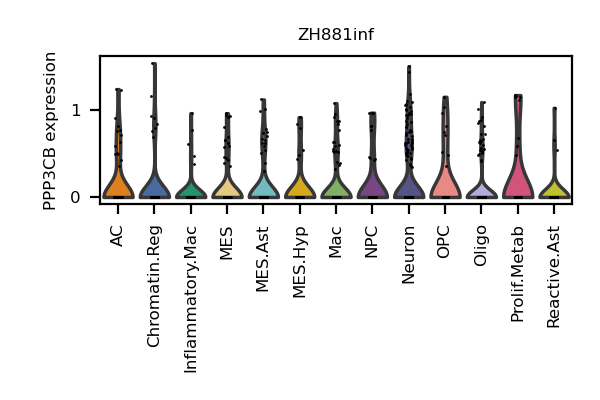 ZH881inf
PPP3CB expression
1
0
AC
Chromatin.Reg
Inflammatory.Mac
MES
MES.Ast
MES.Hyp
Mac
NPC
Neuron
OPC
Oligo
Prolif.Metab
Reactive.Ast